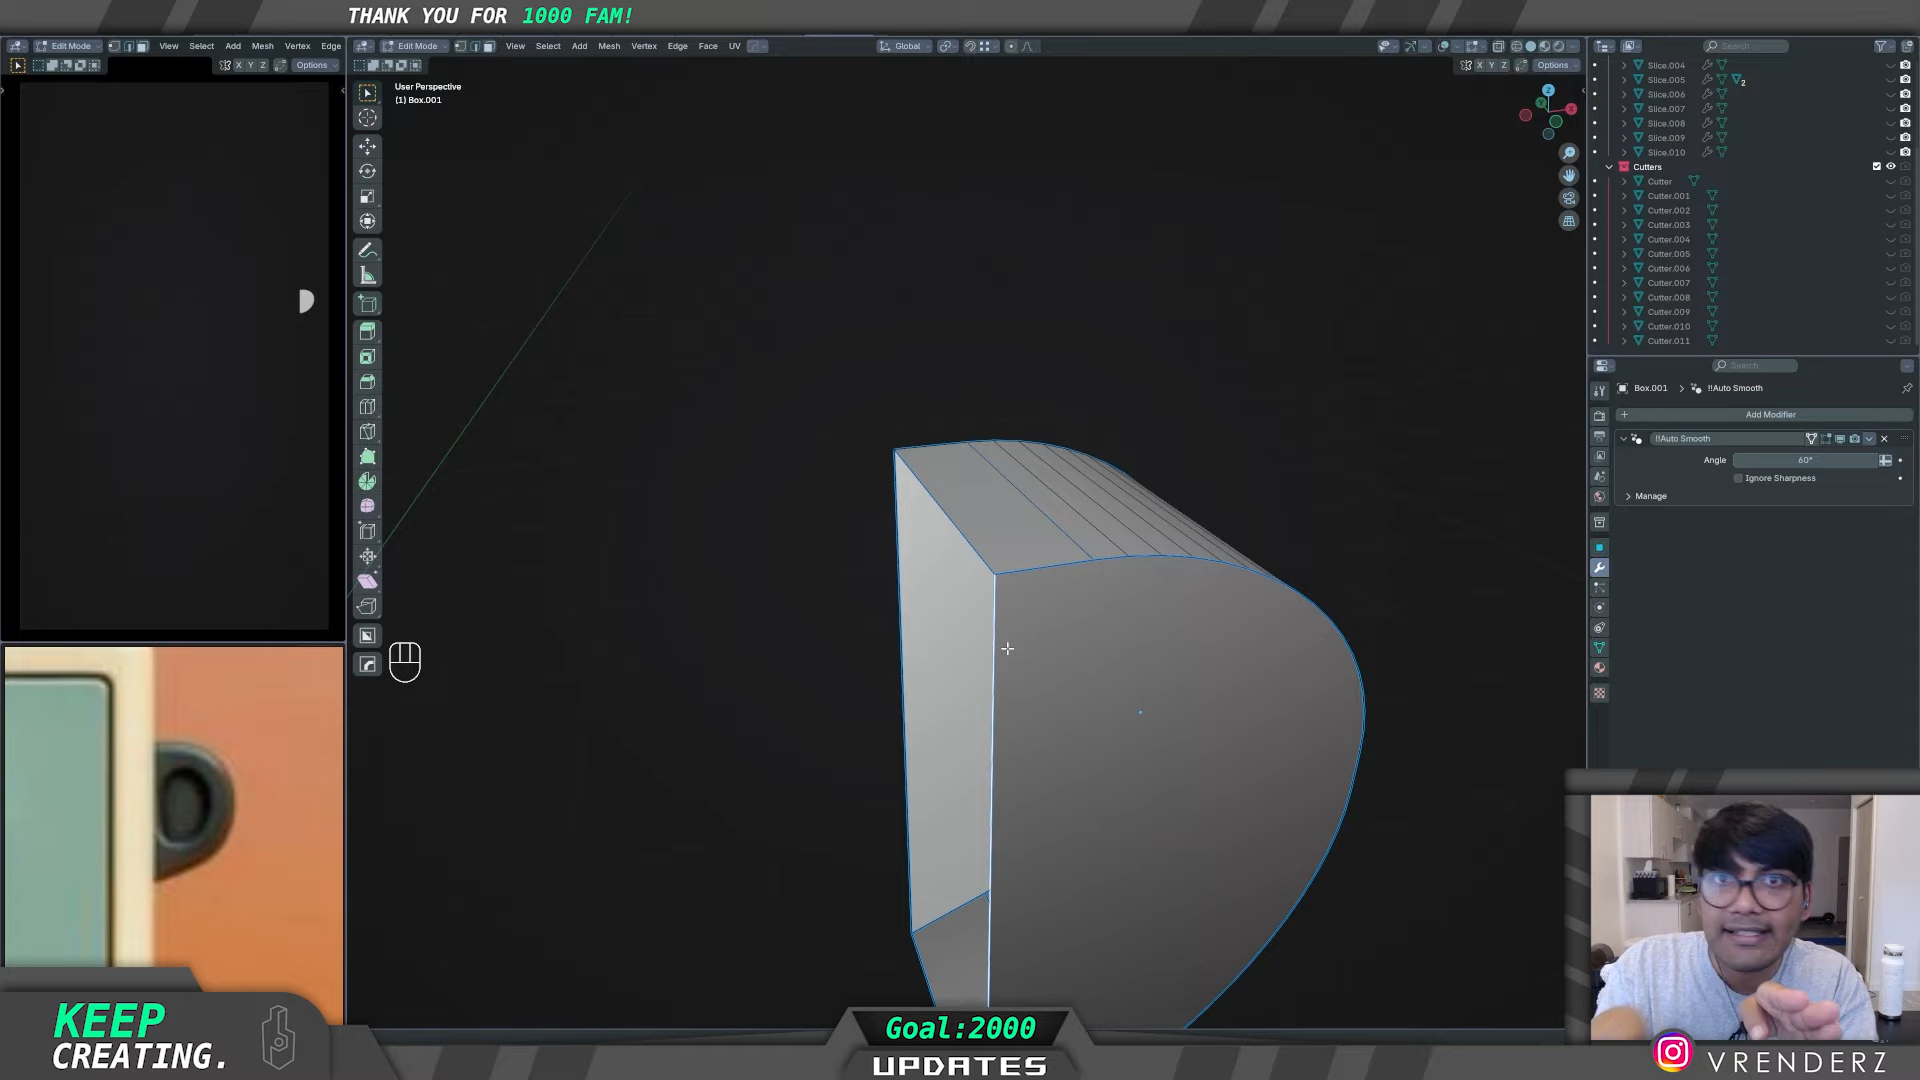 THANK YOU FOR 1000 FAM!
Edit Mode
View
Select
Add
Mesh
Vertex
Edge
Edit Mode
View
Select
Add
Mesh
Vertex
Edge
Face
UV
Global
Search
X Y Z
Options
X Y Z
Options
User Perspective
(1) Box.001
Z
X
Y
Slice.004
Slice.005
2
Slice.006
Slice.007
Slice.008
Slice.009
Slice.010
Cutters
Cutter
Cutter.001
Cutter.002
Cutter.003
Cutter.004
Cutter.005
Cutter.006
Cutter.007
Cutter.008
Cutter.009
Cutter.010
Cutter.011
Search
Box.001
!!Auto Smooth
Add Modifier
!!Auto Smooth
Angle
60°
Ignore Sharpness
Manage
KEEP
CREATING.
Goal:2000
UPDATES
VRENDERZ